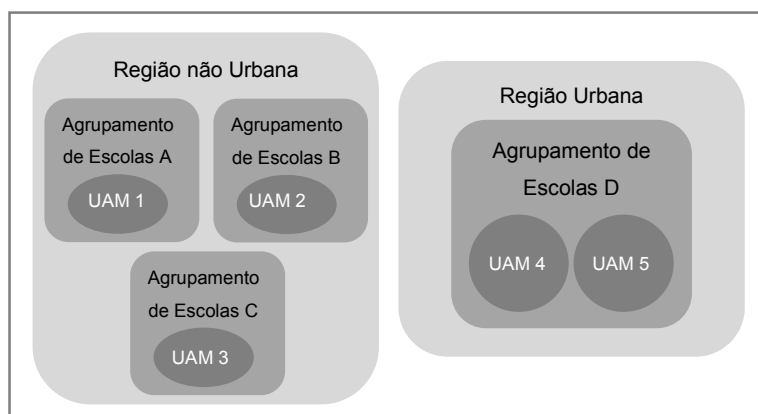 Região não Urbana
Agrupamento
de Escolas A
UAM 1
Agrupamento
de Escolas B
UAM 2
Agrupamento
de Escolas C
UAM 3
Região Urbana
Agrupamento de
Escolas D
UAM 4
UAM 5